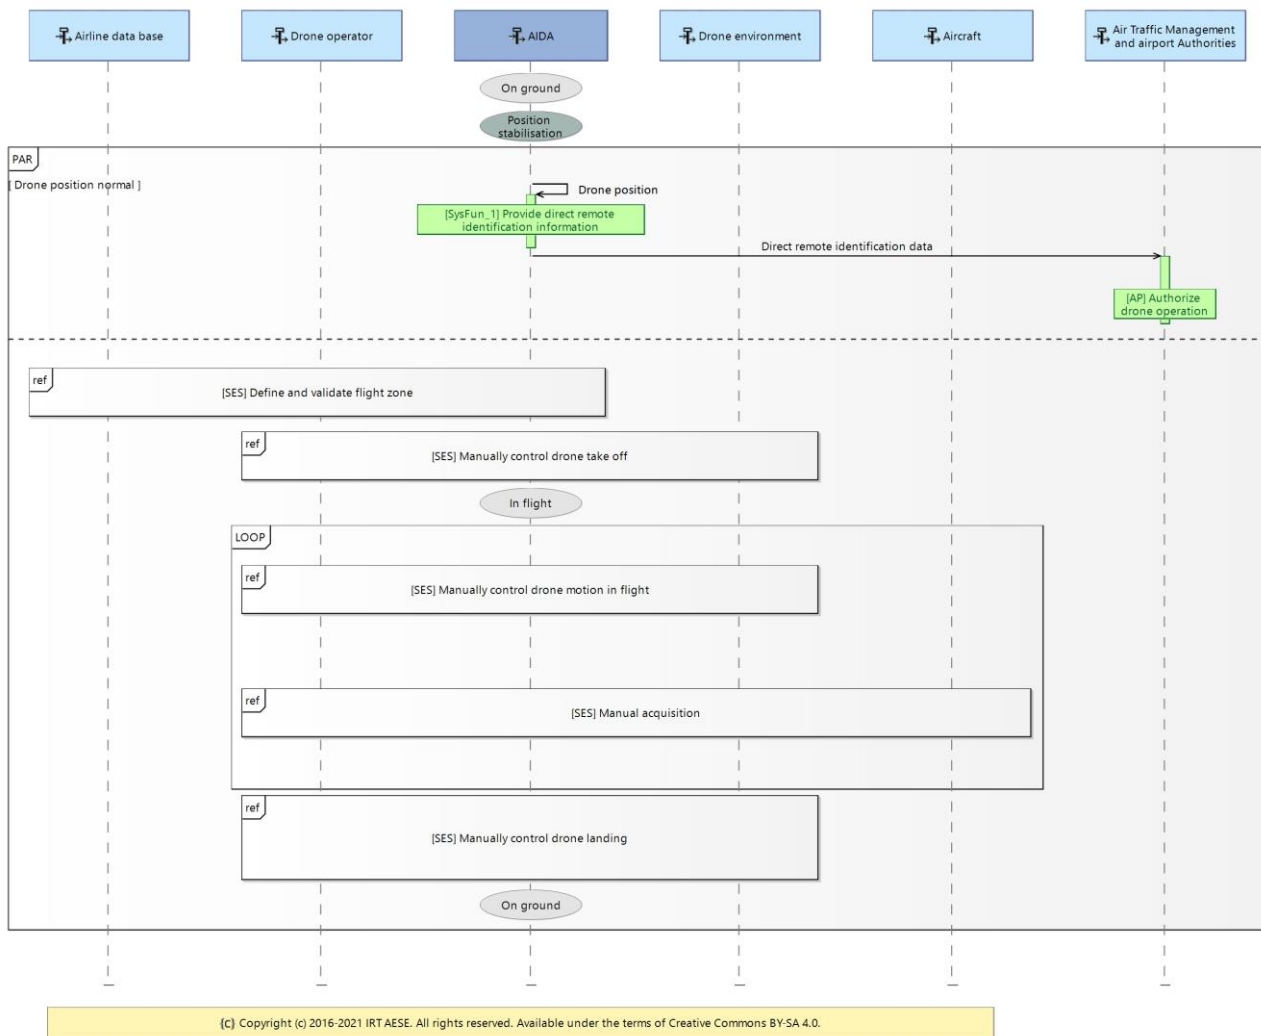 Airline data base
Drone operator
AIDA
Drone environment
Aircraft
Air Traffic Management
and airport Authorities
On ground
Position
stabilisation
PAR
[ Drone position normal ]
Drone position
[SysFun_1] Provide direct remote
identification information
Direct remote identification data
[AP] Authorize
drone operation
ref
[SES] Define and validate flight zone
ref
[SES] Manually control drone take off
In flight
LOOP
ref
[SES] Manually control drone motion in flight
ref
[SES] Manual acquisition
ref
[SES] Manually control drone landing
On ground
{c} Copyright (c) 2016-2021 IRT AESE. All rights reserved. Available under the terms of Creative Commons BY-SA 4.0.